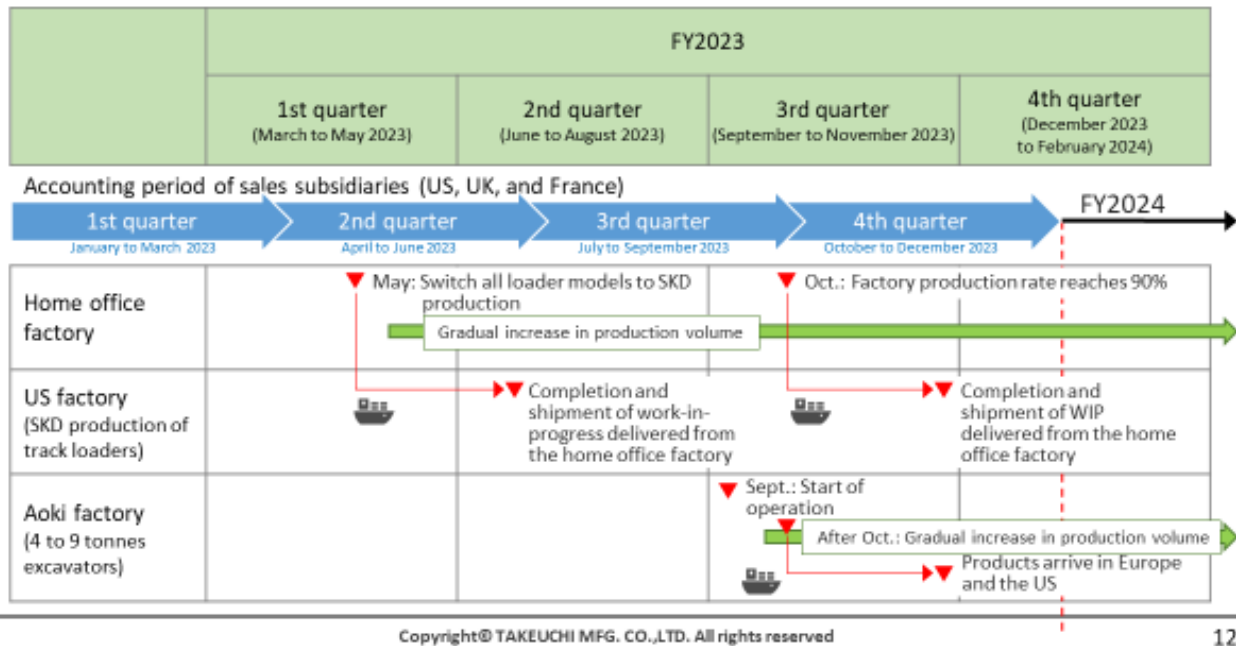 FY2023
1st quarter
(March to May 2023)
2nd quarter
(June to August 2023)
3rd quarter
(September to November 2023)
4th quarter
(December 2023
to February 2024)
Accounting period of sales subsidiaries (US, UK, and France)
1st quarter
January to March 2023
2nd quarter
April to June 2023
3rd quarter
July to September 2023
4th quarter
October to December 2023
FY2024
Home office
factory
May: Switch all loader models to SKD
production
Gradual increase in production volume
Oct.: Factory production rate reaches 90%
US factory
(SKD production of
track loaders)
Completion and
shipment of work-in-
progress delivered from
the home office factory
Completion and
shipment of WIP
delivered from the home
office factory
Aoki factory
(4 to 9 tonnes
excavators)
Sept.: Start of
operation
After Oct.: Gradual increase in production volume
Products arrive in Europe
and the US
Copyright© TAKEUCHI MFG. CO.,LTD. All rights reserved
12